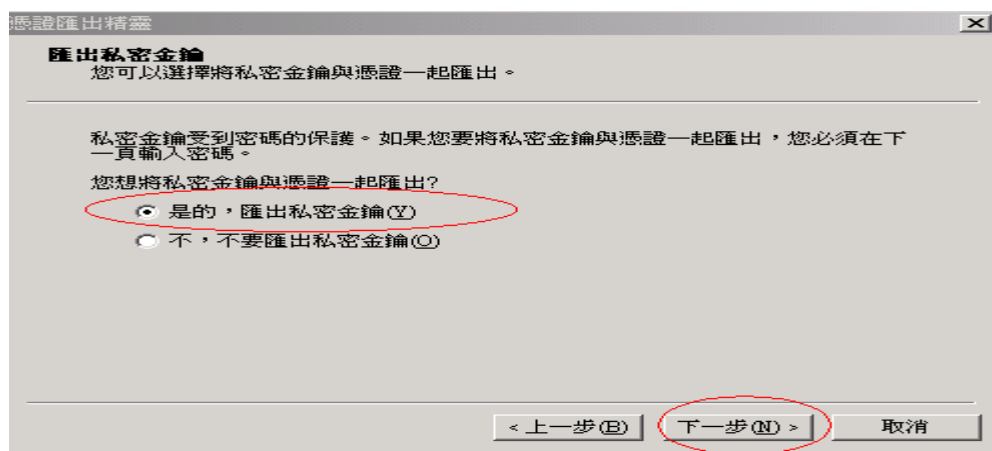 憑證匯出精靈
匯出私密金鑰
您可以選擇將私密金鑰與憑證一起匯出。
私密金鑰受到密碼的保護。如果您要將私密金鑰與憑證一起匯出，您必須在下
一頁輸入密碼。
您想將私密金鑰與憑證一起匯出?
是的，匯出私密金鑰(Y)
不，不要匯出私密金鑰(O)
<上一步(B) 下一步(N)> 取消